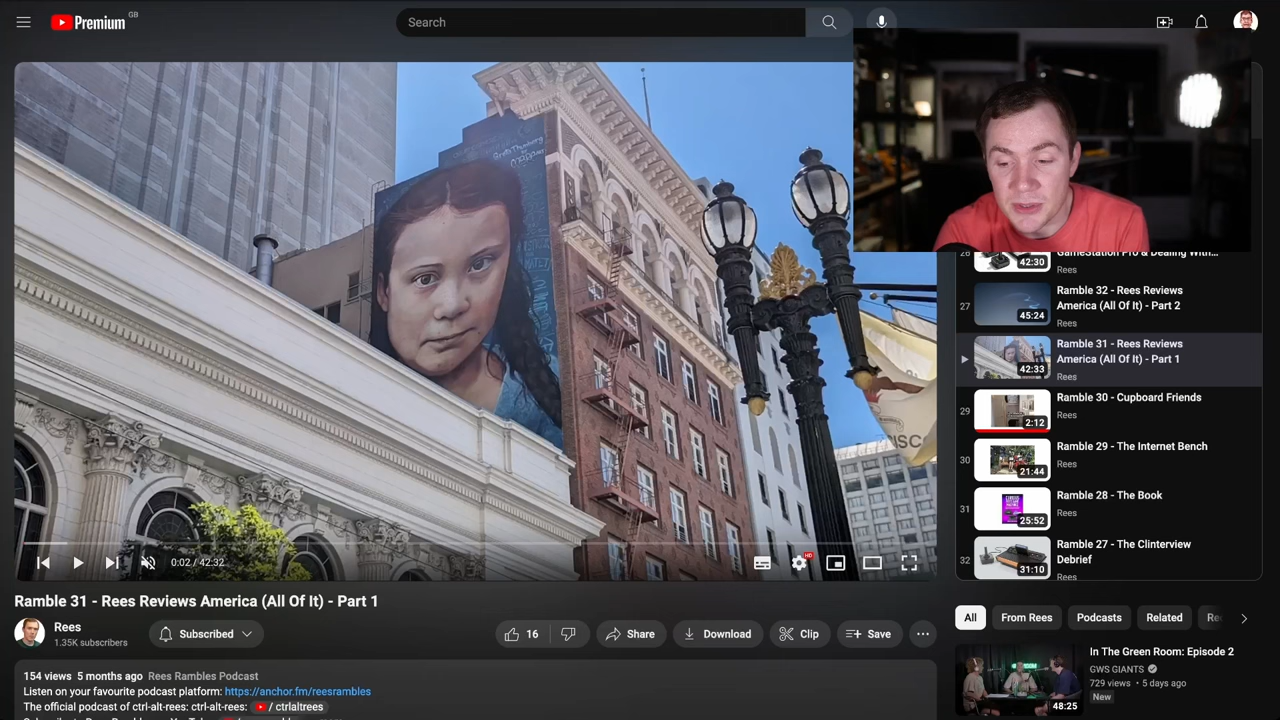 Premium GB
Search
Greta Thunberg
42:30
GameStation Pro & Dealing With...
Rees
27
45:24
Ramble 32 - Rees Reviews
America (All Of It) - Part 2
Rees
42:33
Ramble 31 - Rees Reviews
America (All Of It) - Part 1
Rees
29
2:12
Ramble 30 - Cupboard Friends
Rees
30
21:44
Ramble 29 - The Internet Bench
Rees
31
25:52
Ramble 28 - The Book
Rees
32
31:10
Ramble 27 - The Clinterview
Debrief
Rees
0:02 / 42:32
HD
Ramble 31 - Rees Reviews America (All Of It) - Part 1
Rees
1.35K subscribers
Subscribed
16
Share
Download
Clip
Save
All
From Rees
Podcasts
Related
154 views 5 months ago Rees Rambles Podcast
Listen on your favourite podcast platform: https://anchor.fm/reesrambles
The official podcast of ctrl-alt-rees: ctrl-alt-rees: / ctrlaltrees
In The Green Room: Episode 2
GWS GIANTS
729 views • 5 days ago
New
48:25